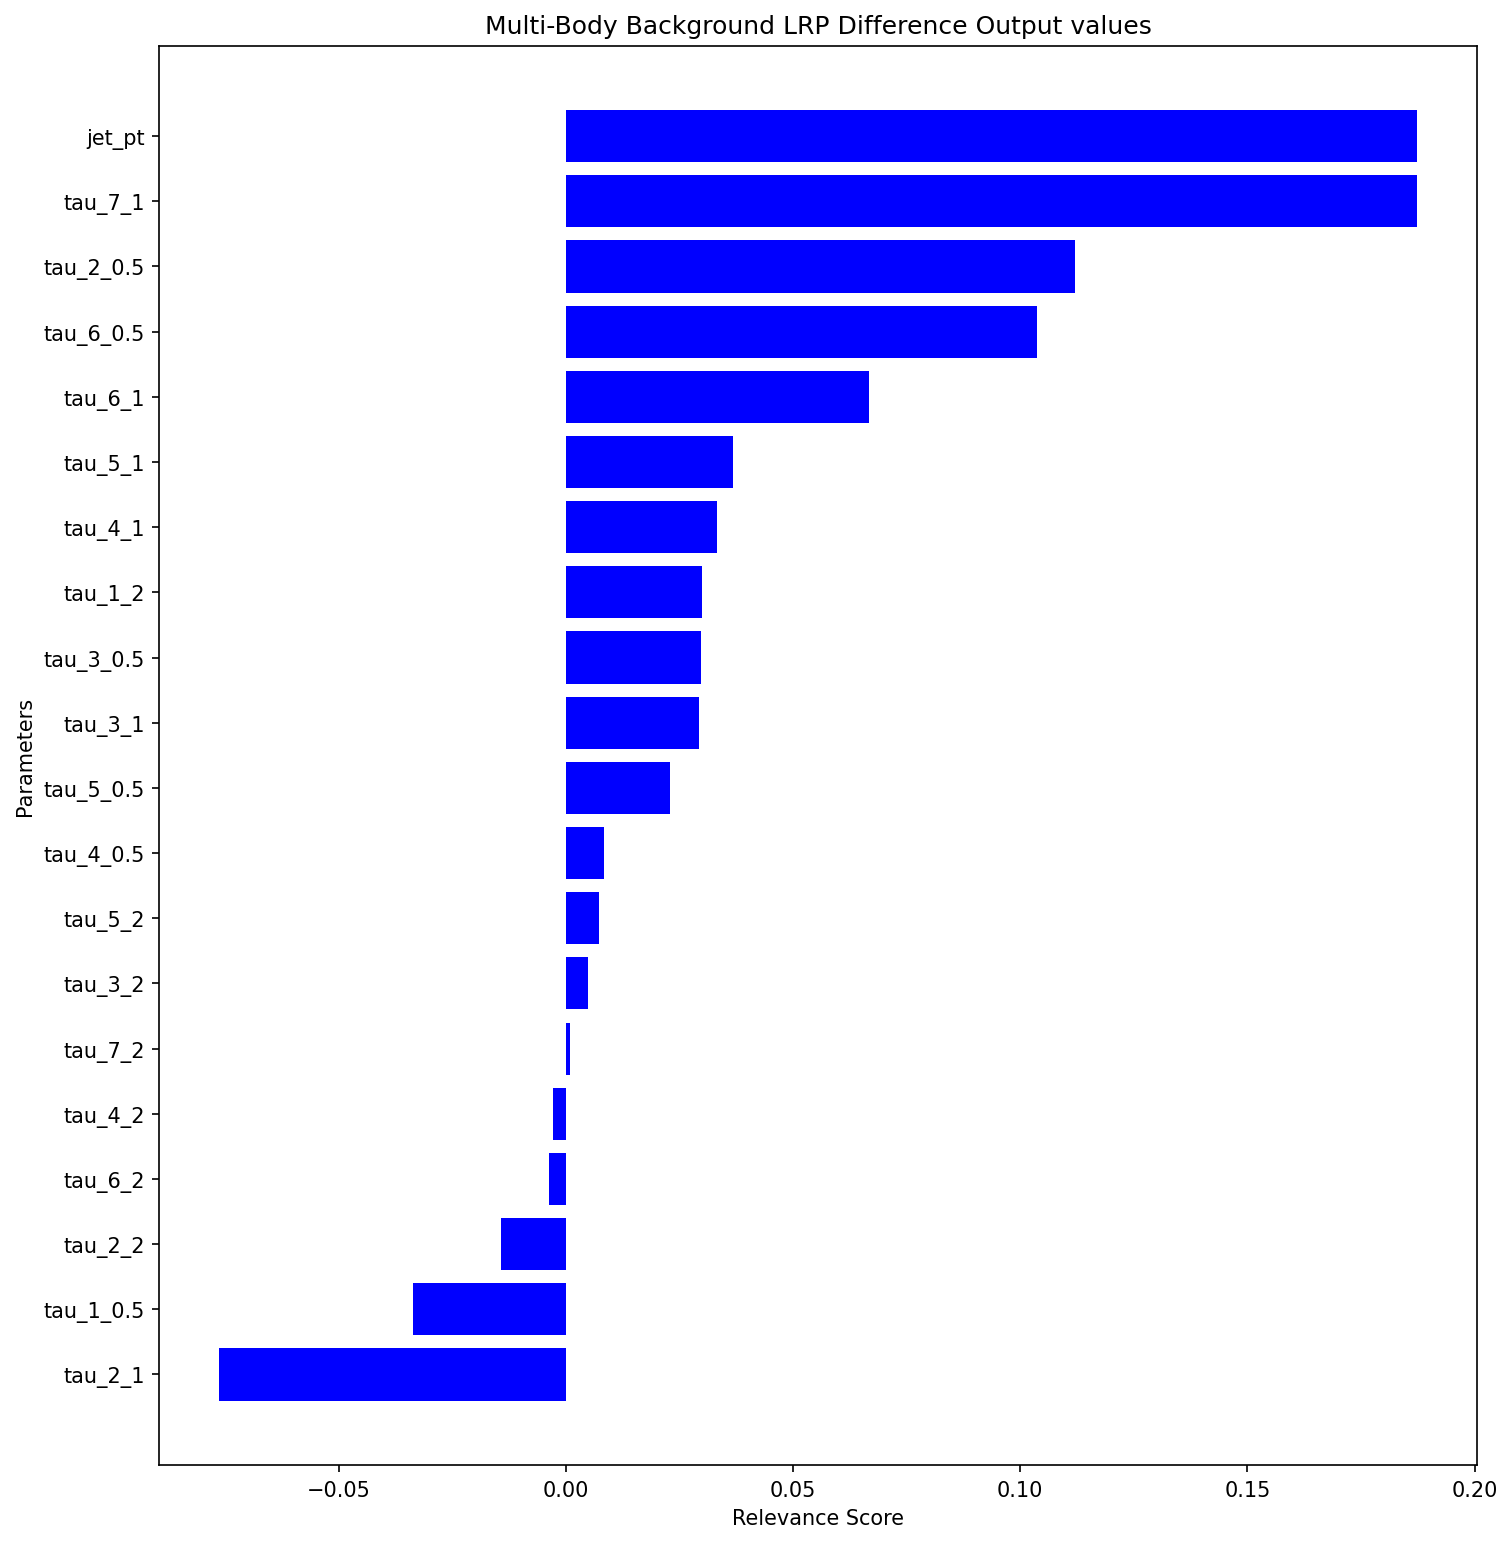 Multi-Body Background LRP Difference Output values
jet_pt
tau_7_1
tau_2_0.5
tau_6_0.5
tau_6_1
tau_5_1
tau_4_1
tau_1_2
tau_3_0.5
tau_3_1
tau_5_0.5
tau_4_0.5
tau_5_2
tau_3_2
tau_7_2
tau_4_2
tau_6_2
tau_2_2
tau_1_0.5
tau_2_1
Parameters
−0.05 0.00 0.05 0.10 0.15 0.20
Relevance Score